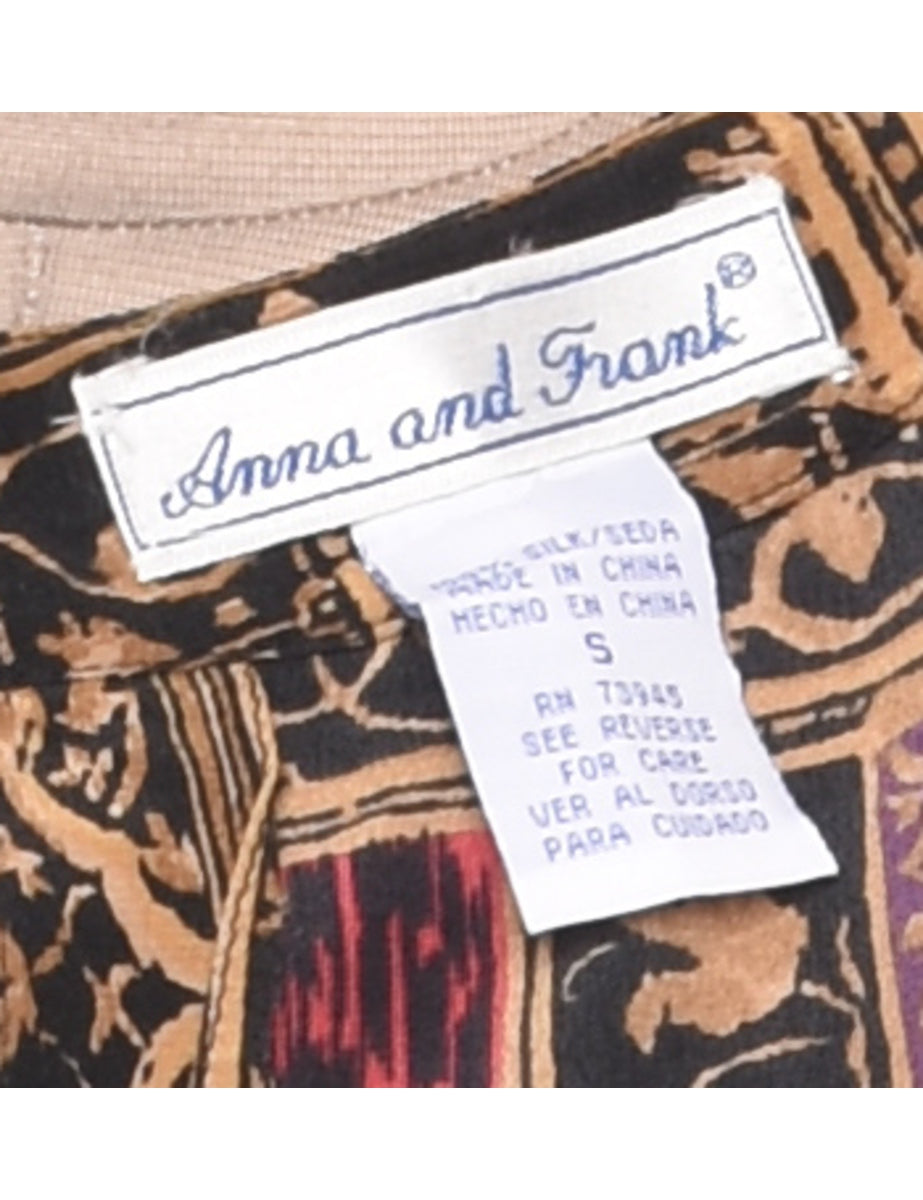 Anna and Frank®
SILK/SEDA
MADE IN CHINA
HECHO EN CHINA
S
RN 73945
SEE REVERSE
FOR CARE
VER AL DORSO
PARA CUIDADO